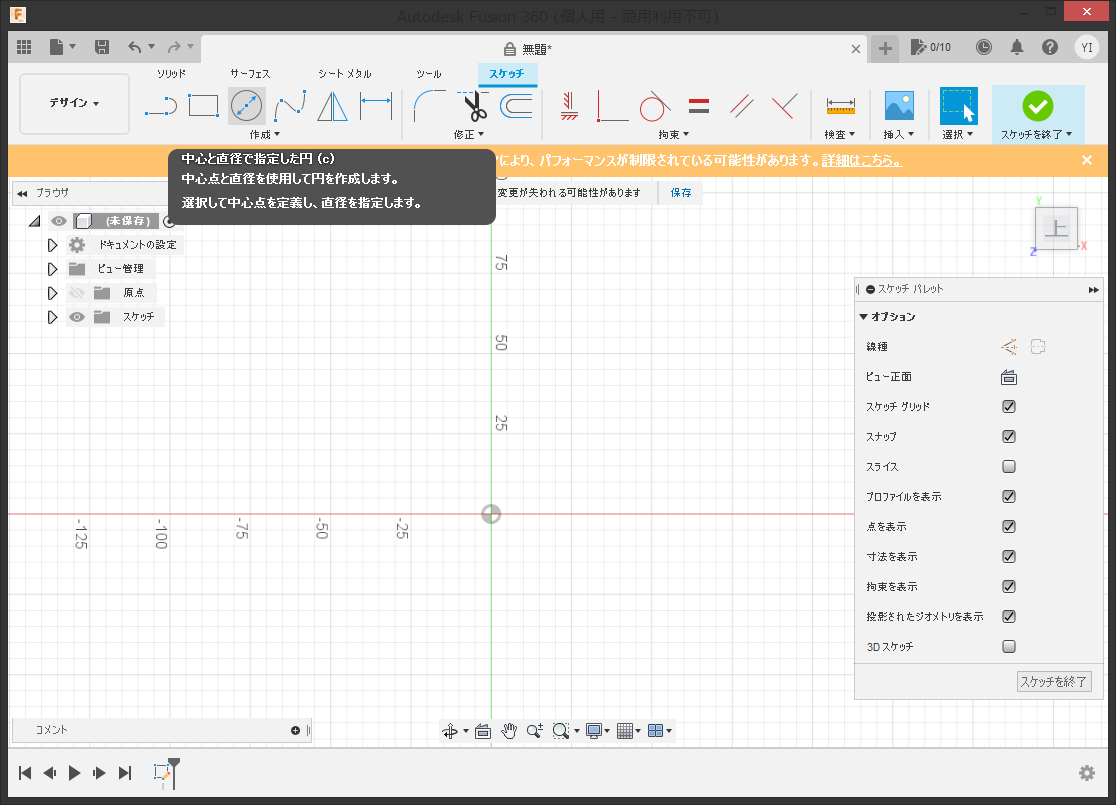 Autodesk Fusion 360 (個人用 - 商用利用不可)
無題*
0/10
YI
デザイン
ソリッド
サーフェス
シート メタル
ツール
スケッチ
作成
修正
拘束
検査
挿入
選択
スケッチを終了
により、パフォーマンスが制限されている可能性があります。詳細はこちら。
中心と直径で指定した円 (c)
中心点と直径を使用して円を作成します。
選択して中心点を定義し、直径を指定します。
ブラウザ
変更が失われる可能性があります
保存
(未保存)
ドキュメントの設定
ビュー管理
原点
スケッチ
Y
上
X
Z
75
50
25
-125
-100
-75
-50
-25
スケッチ パレット
オプション
線種
ビュー正面
スケッチ グリッド
スナップ
スライス
プロファイルを表示
点を表示
寸法を表示
拘束を表示
投影されたジオメトリを表示
3D スケッチ
スケッチを終了
コメント